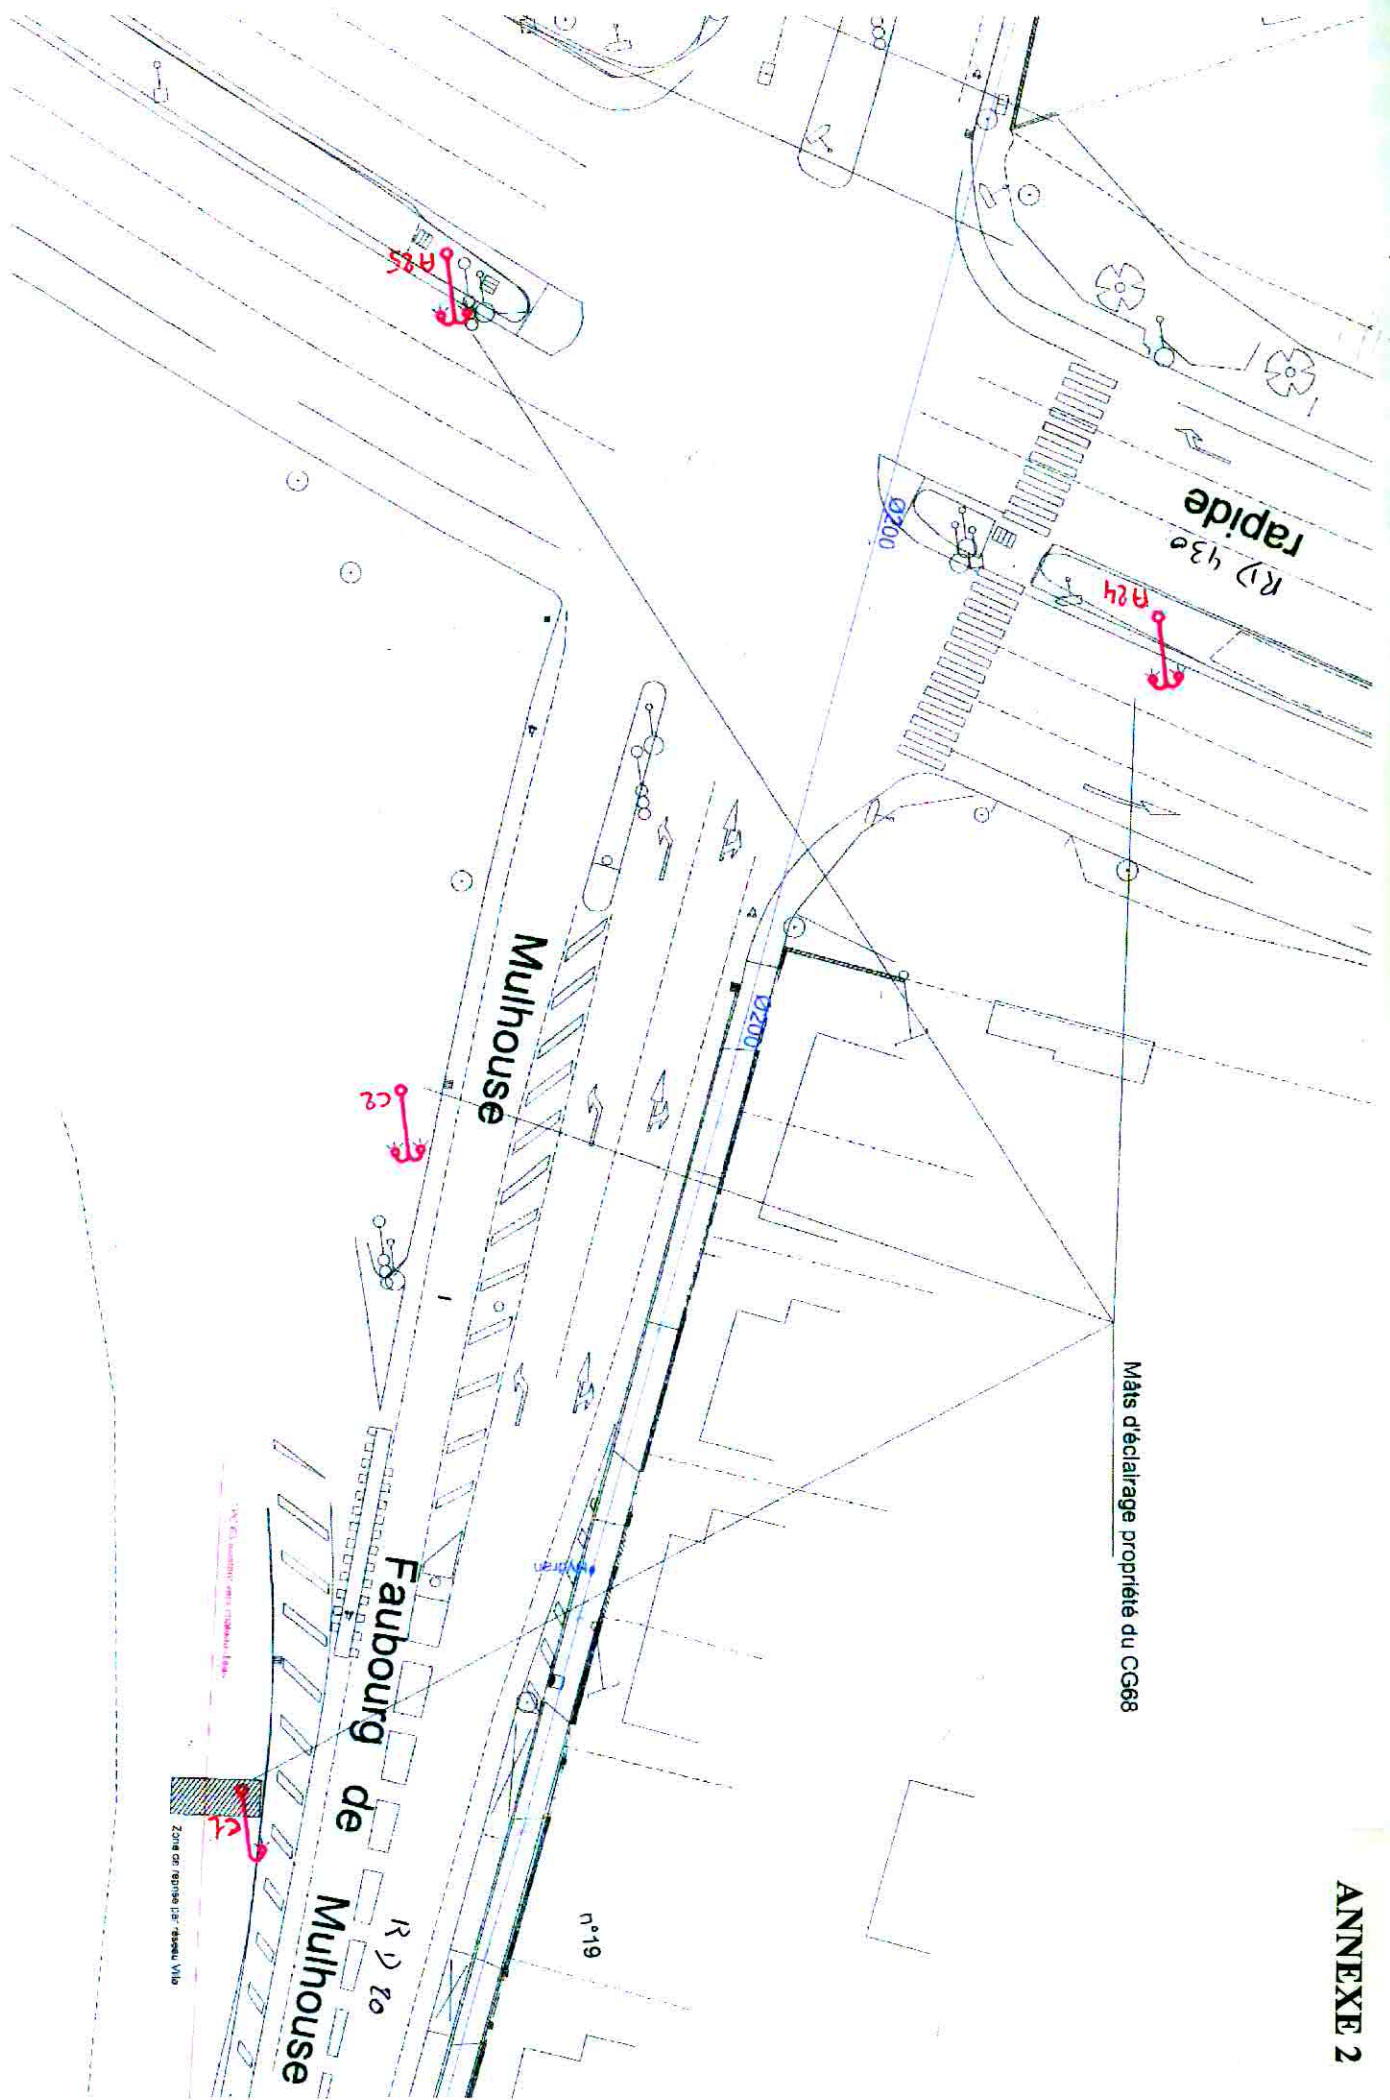 ANNEXE 2
Mâts d'éclairage propriété du CG68
rapide
RD 430
A24
A25
Ø200
Ø200
Mulhouse
C2
Faubourg de Mulhouse
RD 20
n°19
C1
Zone de reprise par réseau Ville